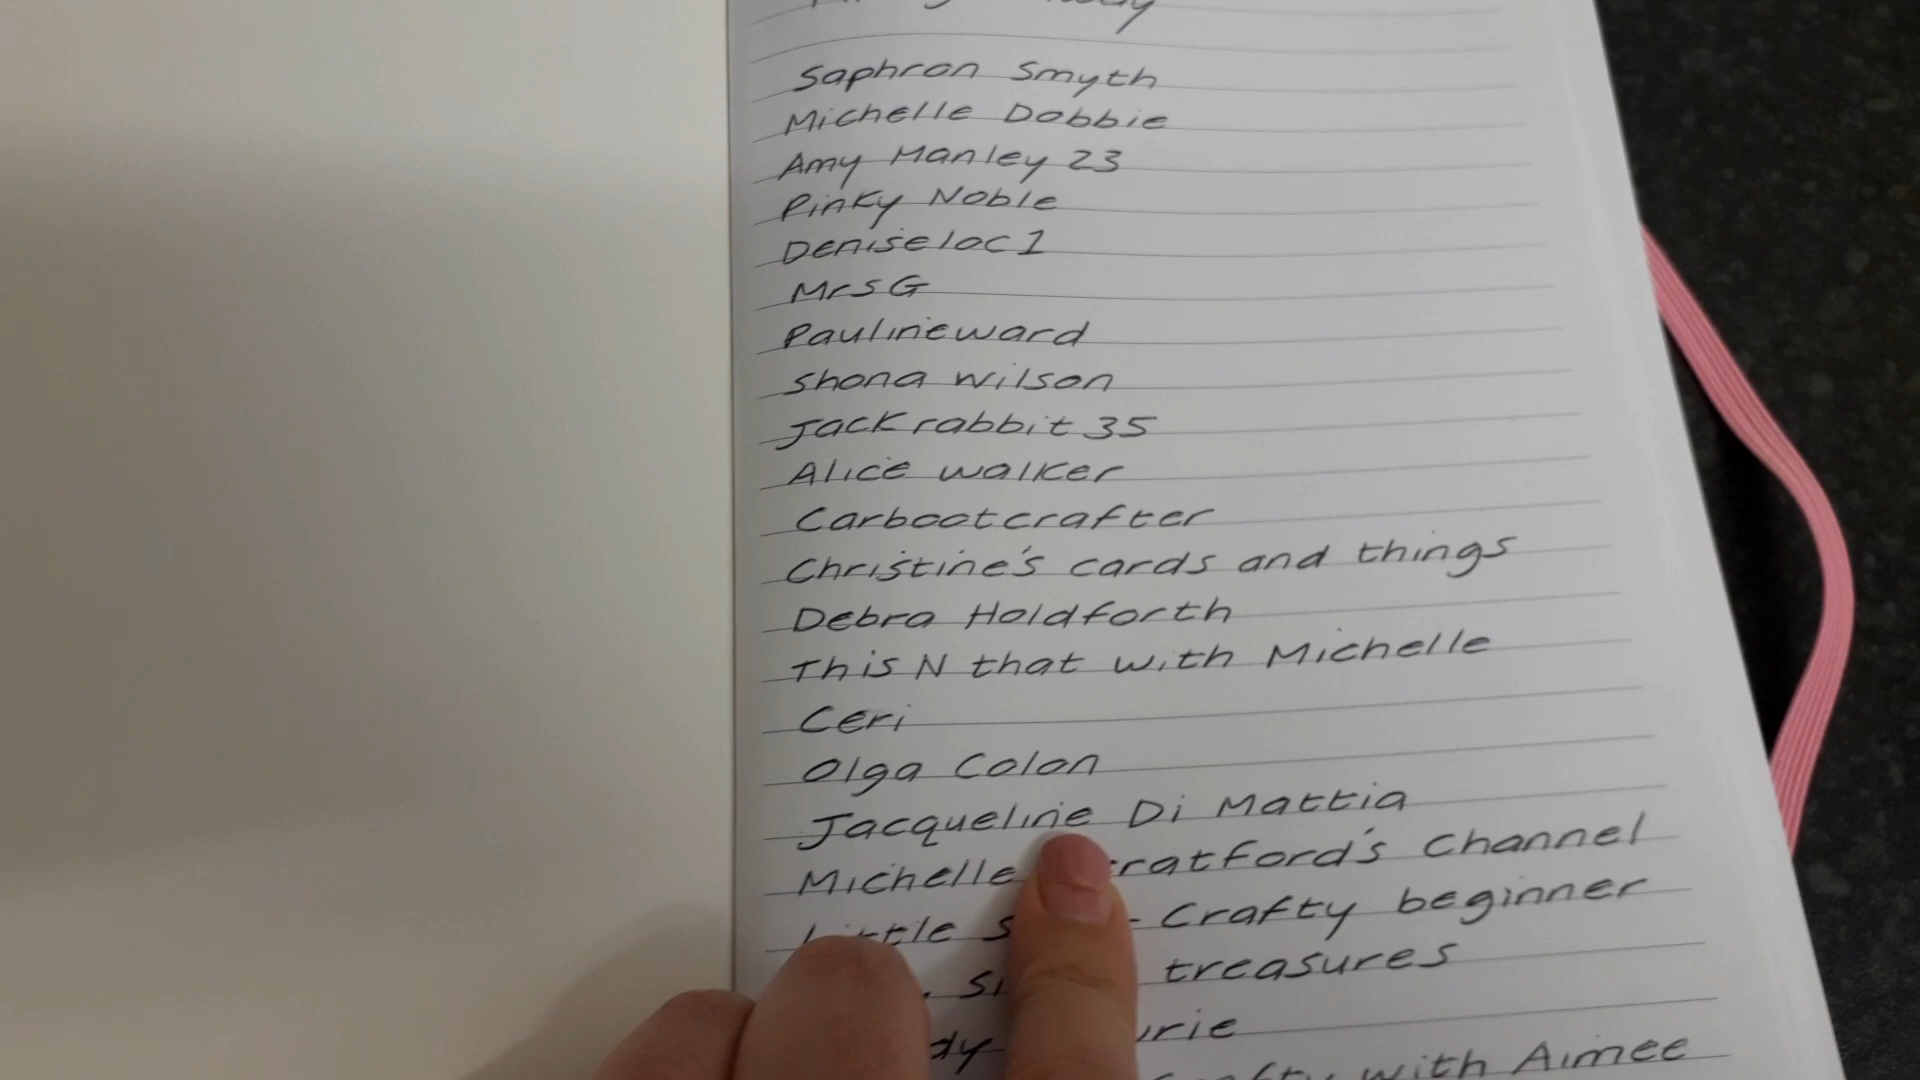 Saphron Smyth
Michelle Dobbie
Amy Manley 23
Pinky Noble
Deniseloc1
MrsG
Paulineward
Shona Wilson
Jackrabbit 35
Alice walker
Carbootcrafter
Christine's cards and things
Debra Holdforth
This N that with Michelle
Ceri
Olga Colon
Jacqueline Di Mattia
Michelle Channel
Crafty beginner
treasures
with Aimee